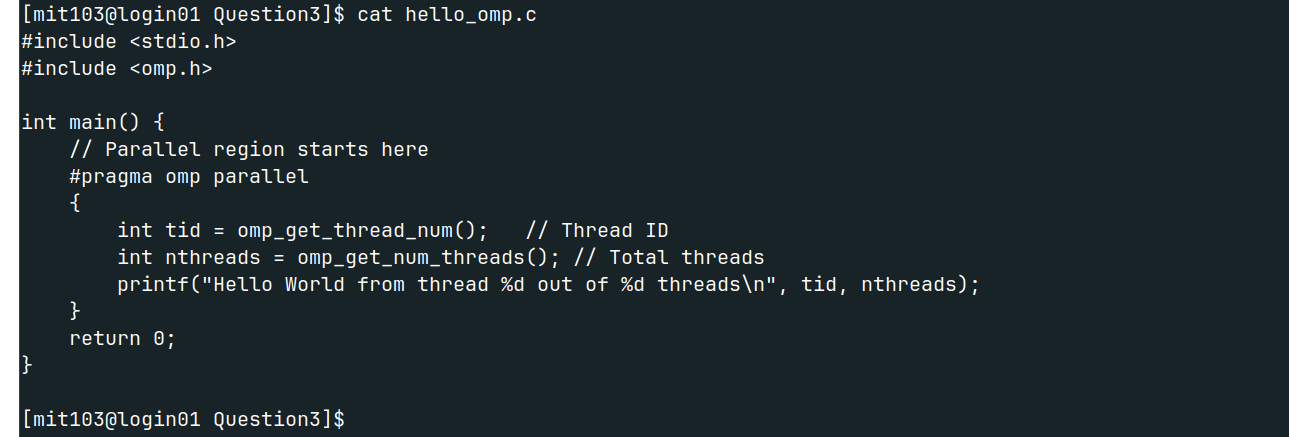 [mit103@login01 Question3]$ cat hello_omp.c
#include <stdio.h>
#include <omp.h>

int main() {
    // Parallel region starts here
    #pragma omp parallel
    {
        int tid = omp_get_thread_num();   // Thread ID
        int nthreads = omp_get_num_threads(); // Total threads
        printf("Hello World from thread %d out of %d threads\n", tid, nthreads);
    }
    return 0;
}

[mit103@login01 Question3]$